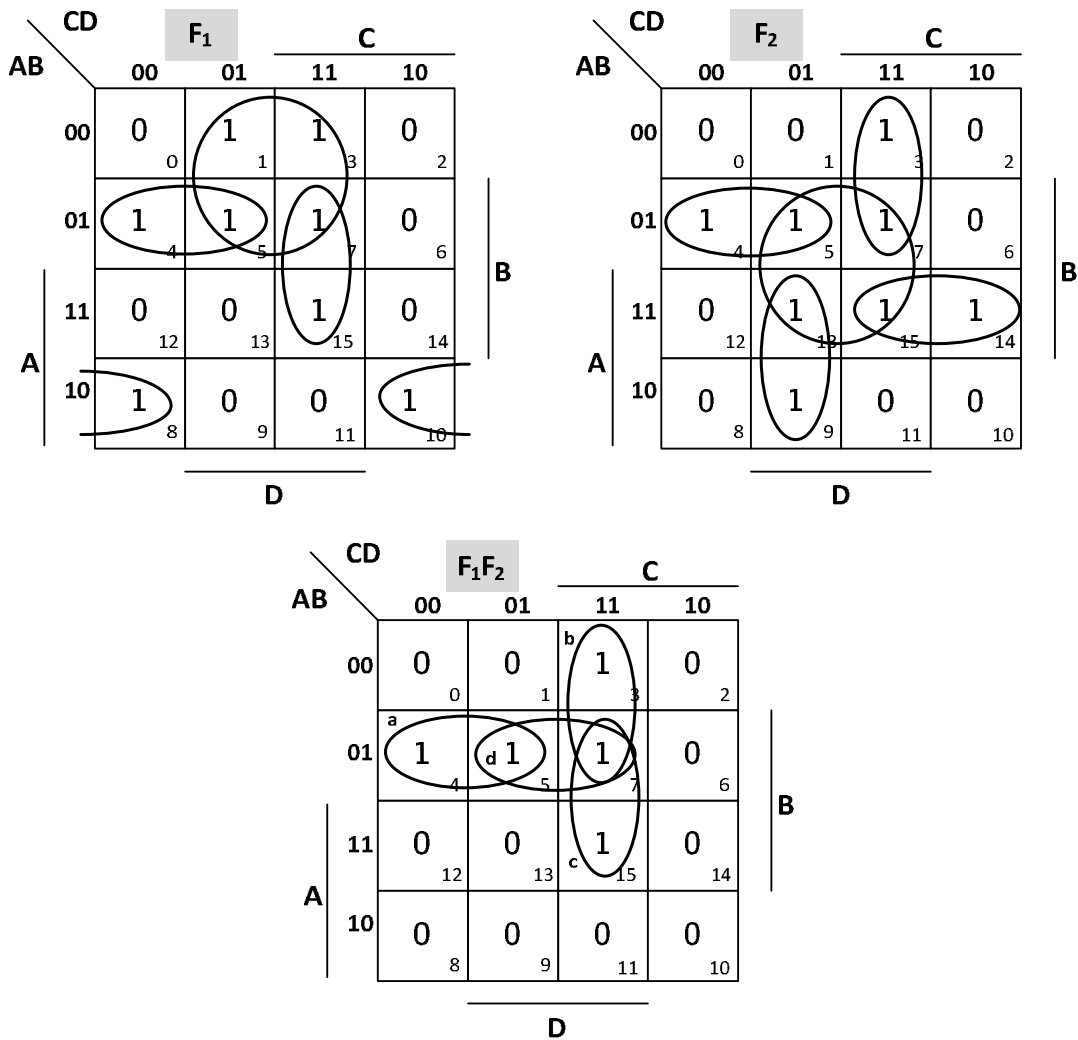 CD F₁ C
AB 00 01 11 10
00 0 1 1 0
0 1 3 2
01 1 1 1 0
4 5 7 6
B
11 0 0 1 0
12 13 15 14
A
10 1 0 0 1
8 9 11 10
D
CD F₂ C
AB 00 01 11 10
00 0 0 1 0
0 1 3 2
01 1 1 1 0
4 5 7 6
B
11 0 1 1 1
12 13 15 14
A
10 0 1 0 0
8 9 11 10
D
CD F₁F₂ C
AB 00 01 11 10
b
00 0 0 1 0
0 1 3 2
a
01 1 d 1 1 0
4 5 7 6
B
11 0 0 1 0
c
12 13 15 14
A
10 0 0 0 0
8 9 11 10
D